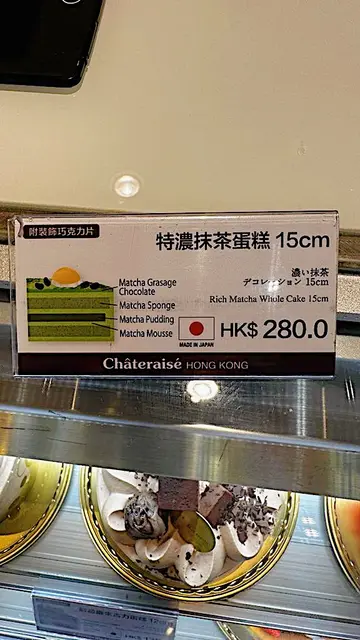 附裝飾巧克力片
特濃抹茶蛋糕 15cm
濃い抹茶
デコレーション 15cm
Rich Matcha Whole Cake 15cm
Matcha Grasage
Chocolate
Matcha Sponge
Matcha Pudding
Matcha Mousse
MADE IN JAPAN
HK$ 280.0
Châteraisé HONG KONG